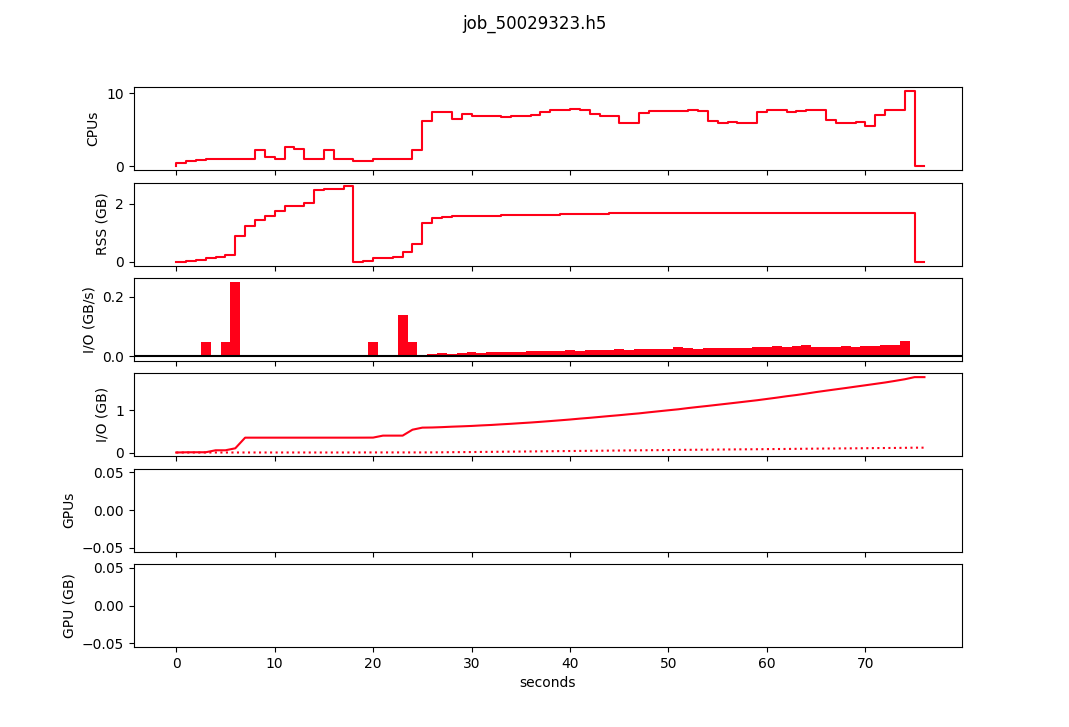 job_50029323.h5
10
0
CPUs
2
0
RSS (GB)
0.2
0.0
I/O (GB/s)
1
0
I/O (GB)
0.05
0.00
−0.05
GPUs
0.05
0.00
−0.05
GPU (GB)
0 10 20 30 40 50 60 70
seconds